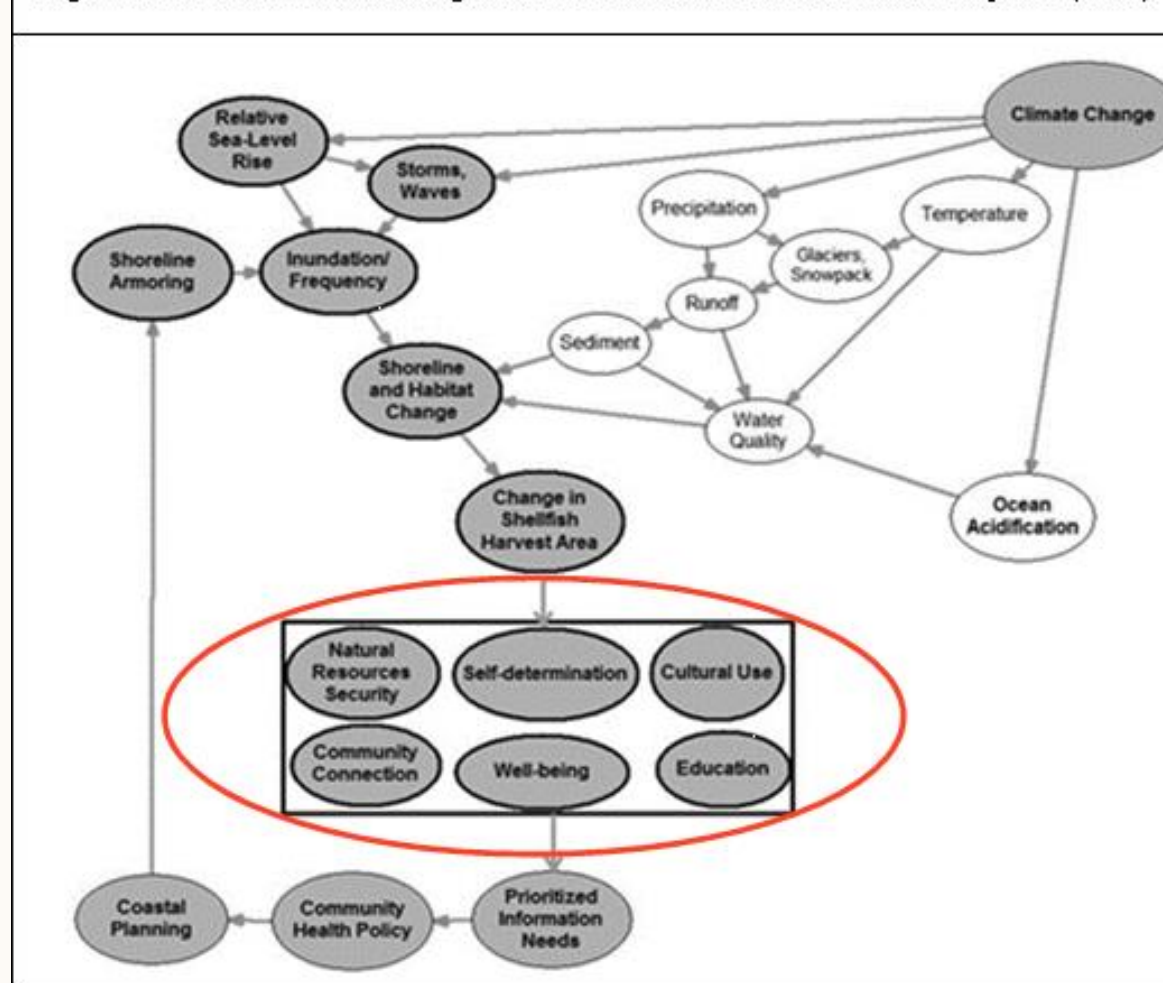 Climate Change
Relative
Sea-Level
Rise
Storms,
Waves
Precipitation
Temperature
Shoreline
Armoring
Inundation/
Frequency
Glaciers,
Snowpack
Runoff
Sediment
Shoreline
and Habitat
Change
Water
Quality
Change in
Shellfish
Harvest Area
Ocean
Acidification
Natural
Resources
Security
Self-determination
Cultural Use
Community
Connection
Well-being
Education
Coastal
Planning
Community
Health Policy
Prioritized
Information
Needs